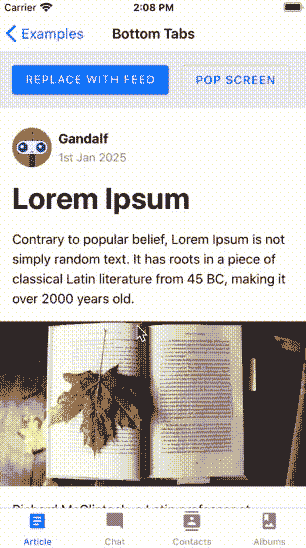 Carrier 2:08 PM
Examples Bottom Tabs
REPLACE WITH FEED POP SCREEN
Gandalf
1st Jan 2025
Lorem Ipsum
Contrary to popular belief, Lorem Ipsum is not
simply random text. It has roots in a piece of
classical Latin literature from 45 BC, making it
over 2000 years old.
Article Chat Contacts Albums